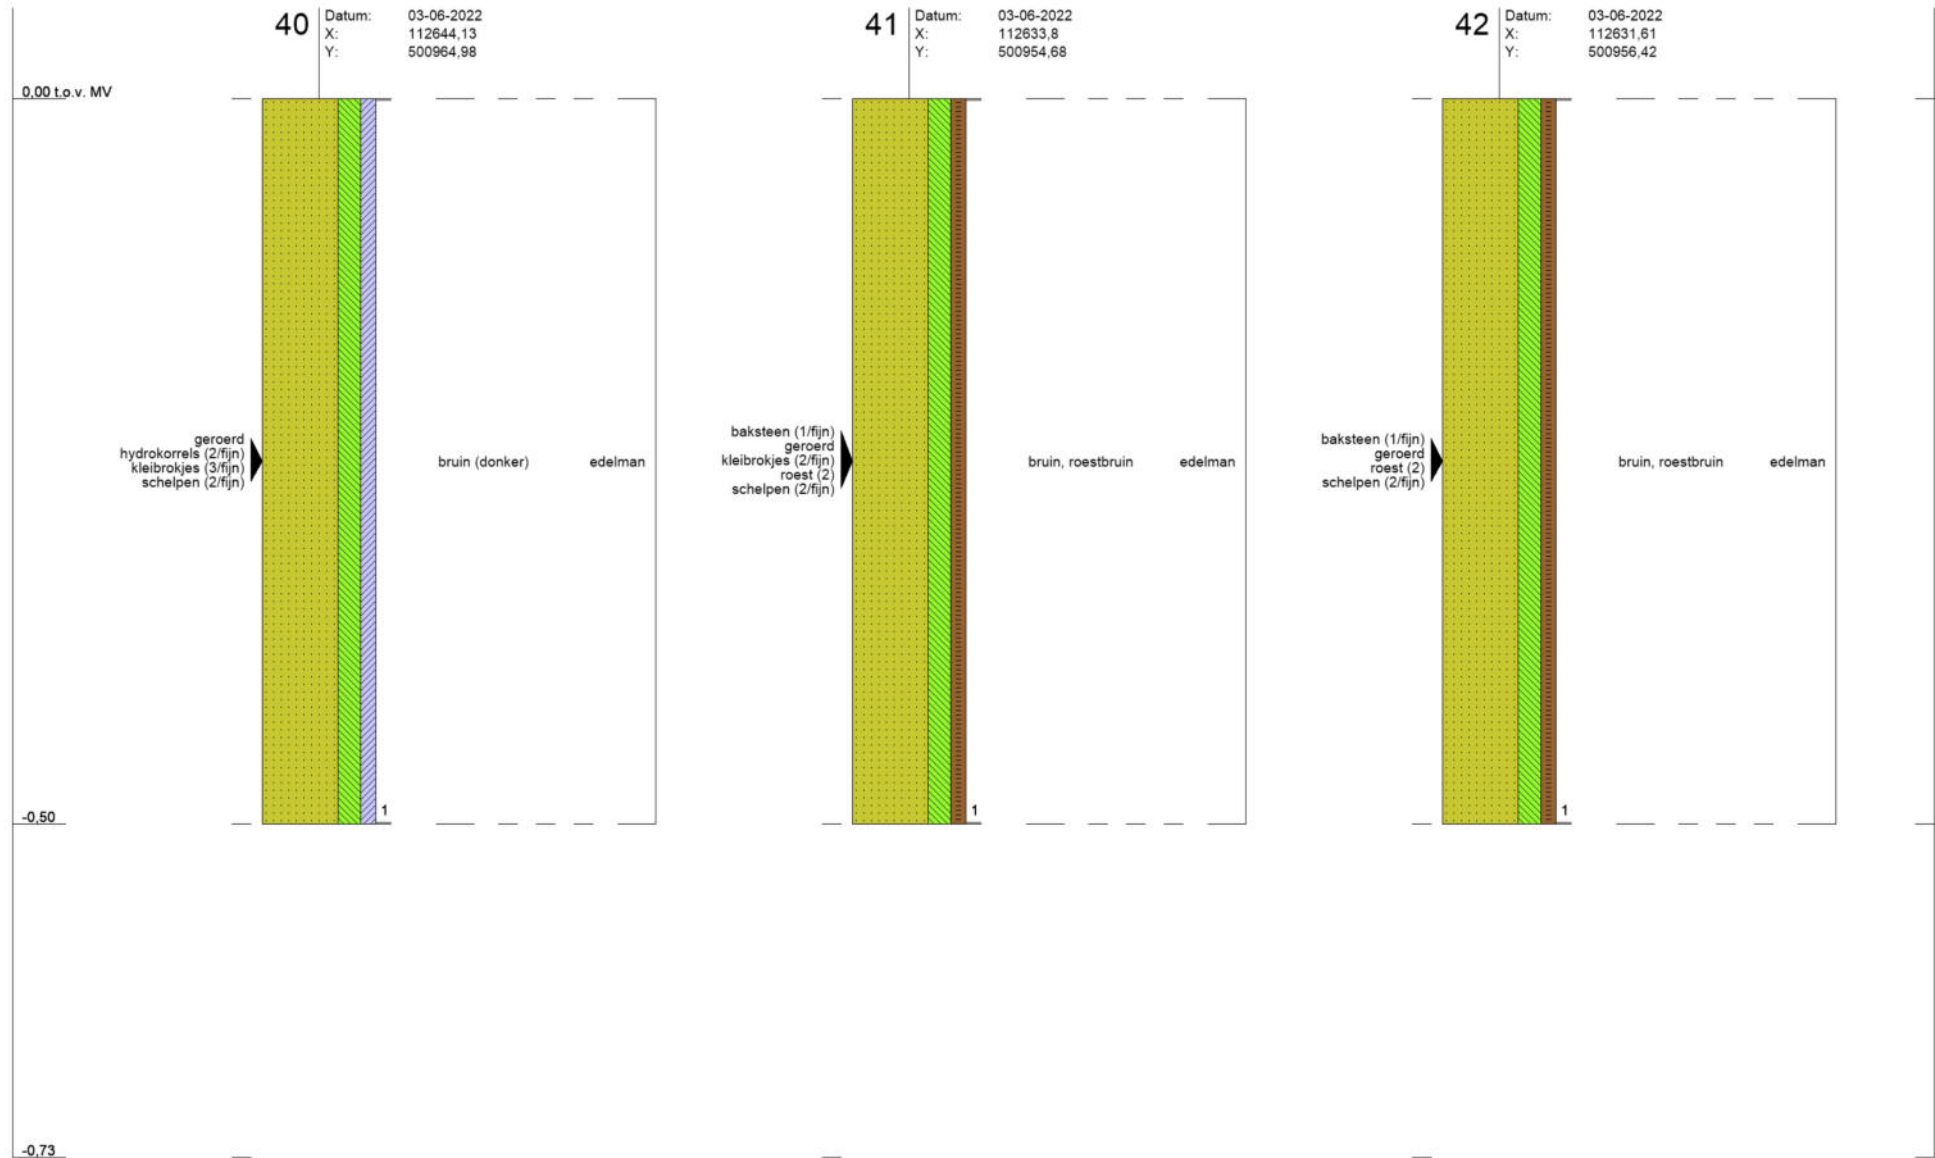 40
Datum: 03-06-2022
X: 112644,13
Y: 500964,98
41
Datum: 03-06-2022
X: 112633,8
Y: 500954,68
42
Datum: 03-06-2022
X: 112631,61
Y: 500956,42
0,00 t.o.v. MV
geroerd
hydrokorrels (2/fijn)
kleibrokjes (3/fijn)
schelpen (2/fijn)
bruin (donker)
edelman
1
baksteen (1/fijn)
geroerd
kleibrokjes (2/fijn)
roest (2)
schelpen (2/fijn)
bruin, roestbruin
edelman
1
baksteen (1/fijn)
geroerd
roest (2)
schelpen (2/fijn)
bruin, roestbruin
edelman
1
-0,50
-0,73